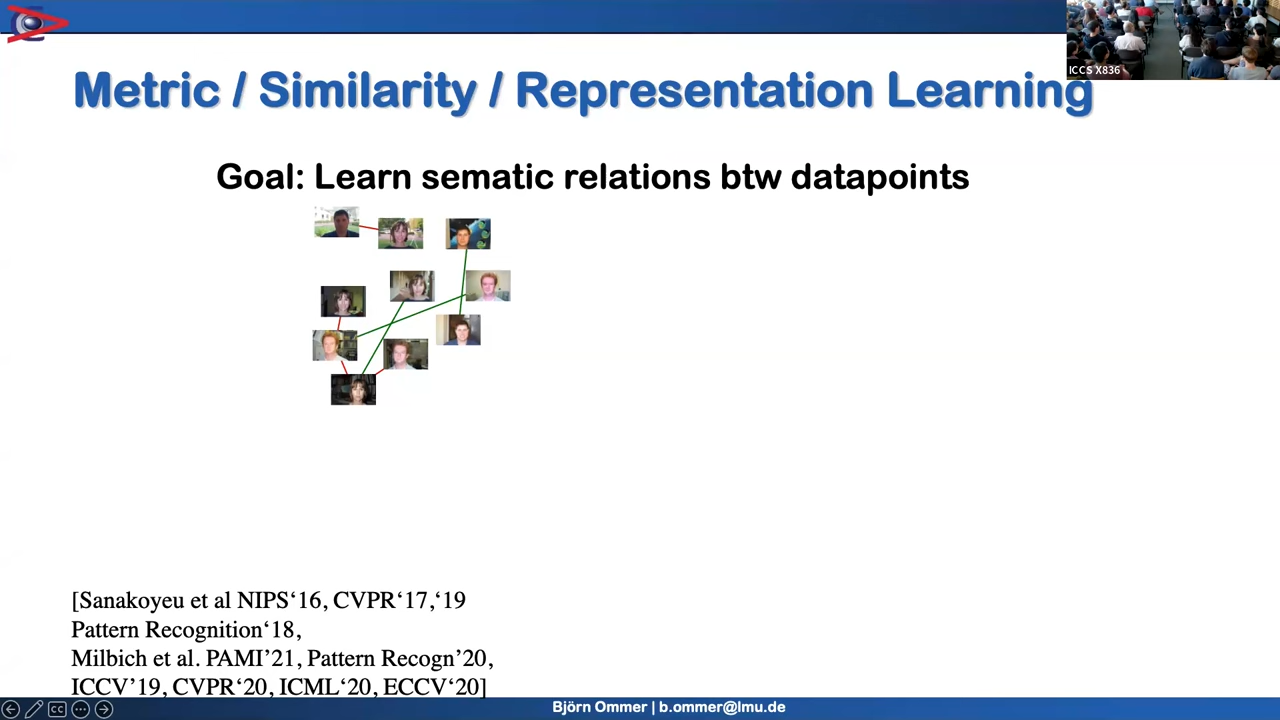 ICCS X836
Metric / Similarity / Representation Learning
Goal: Learn sematic relations btw datapoints
[Sanakoyeu et al NIPS‘16, CVPR‘17,‘19
Pattern Recognition‘18,
Milbich et al. PAMI’21, Pattern Recogn’20,
ICCV’19, CVPR‘20, ICML‘20, ECCV‘20]
CC
Björn Ommer | b.ommer@lmu.de